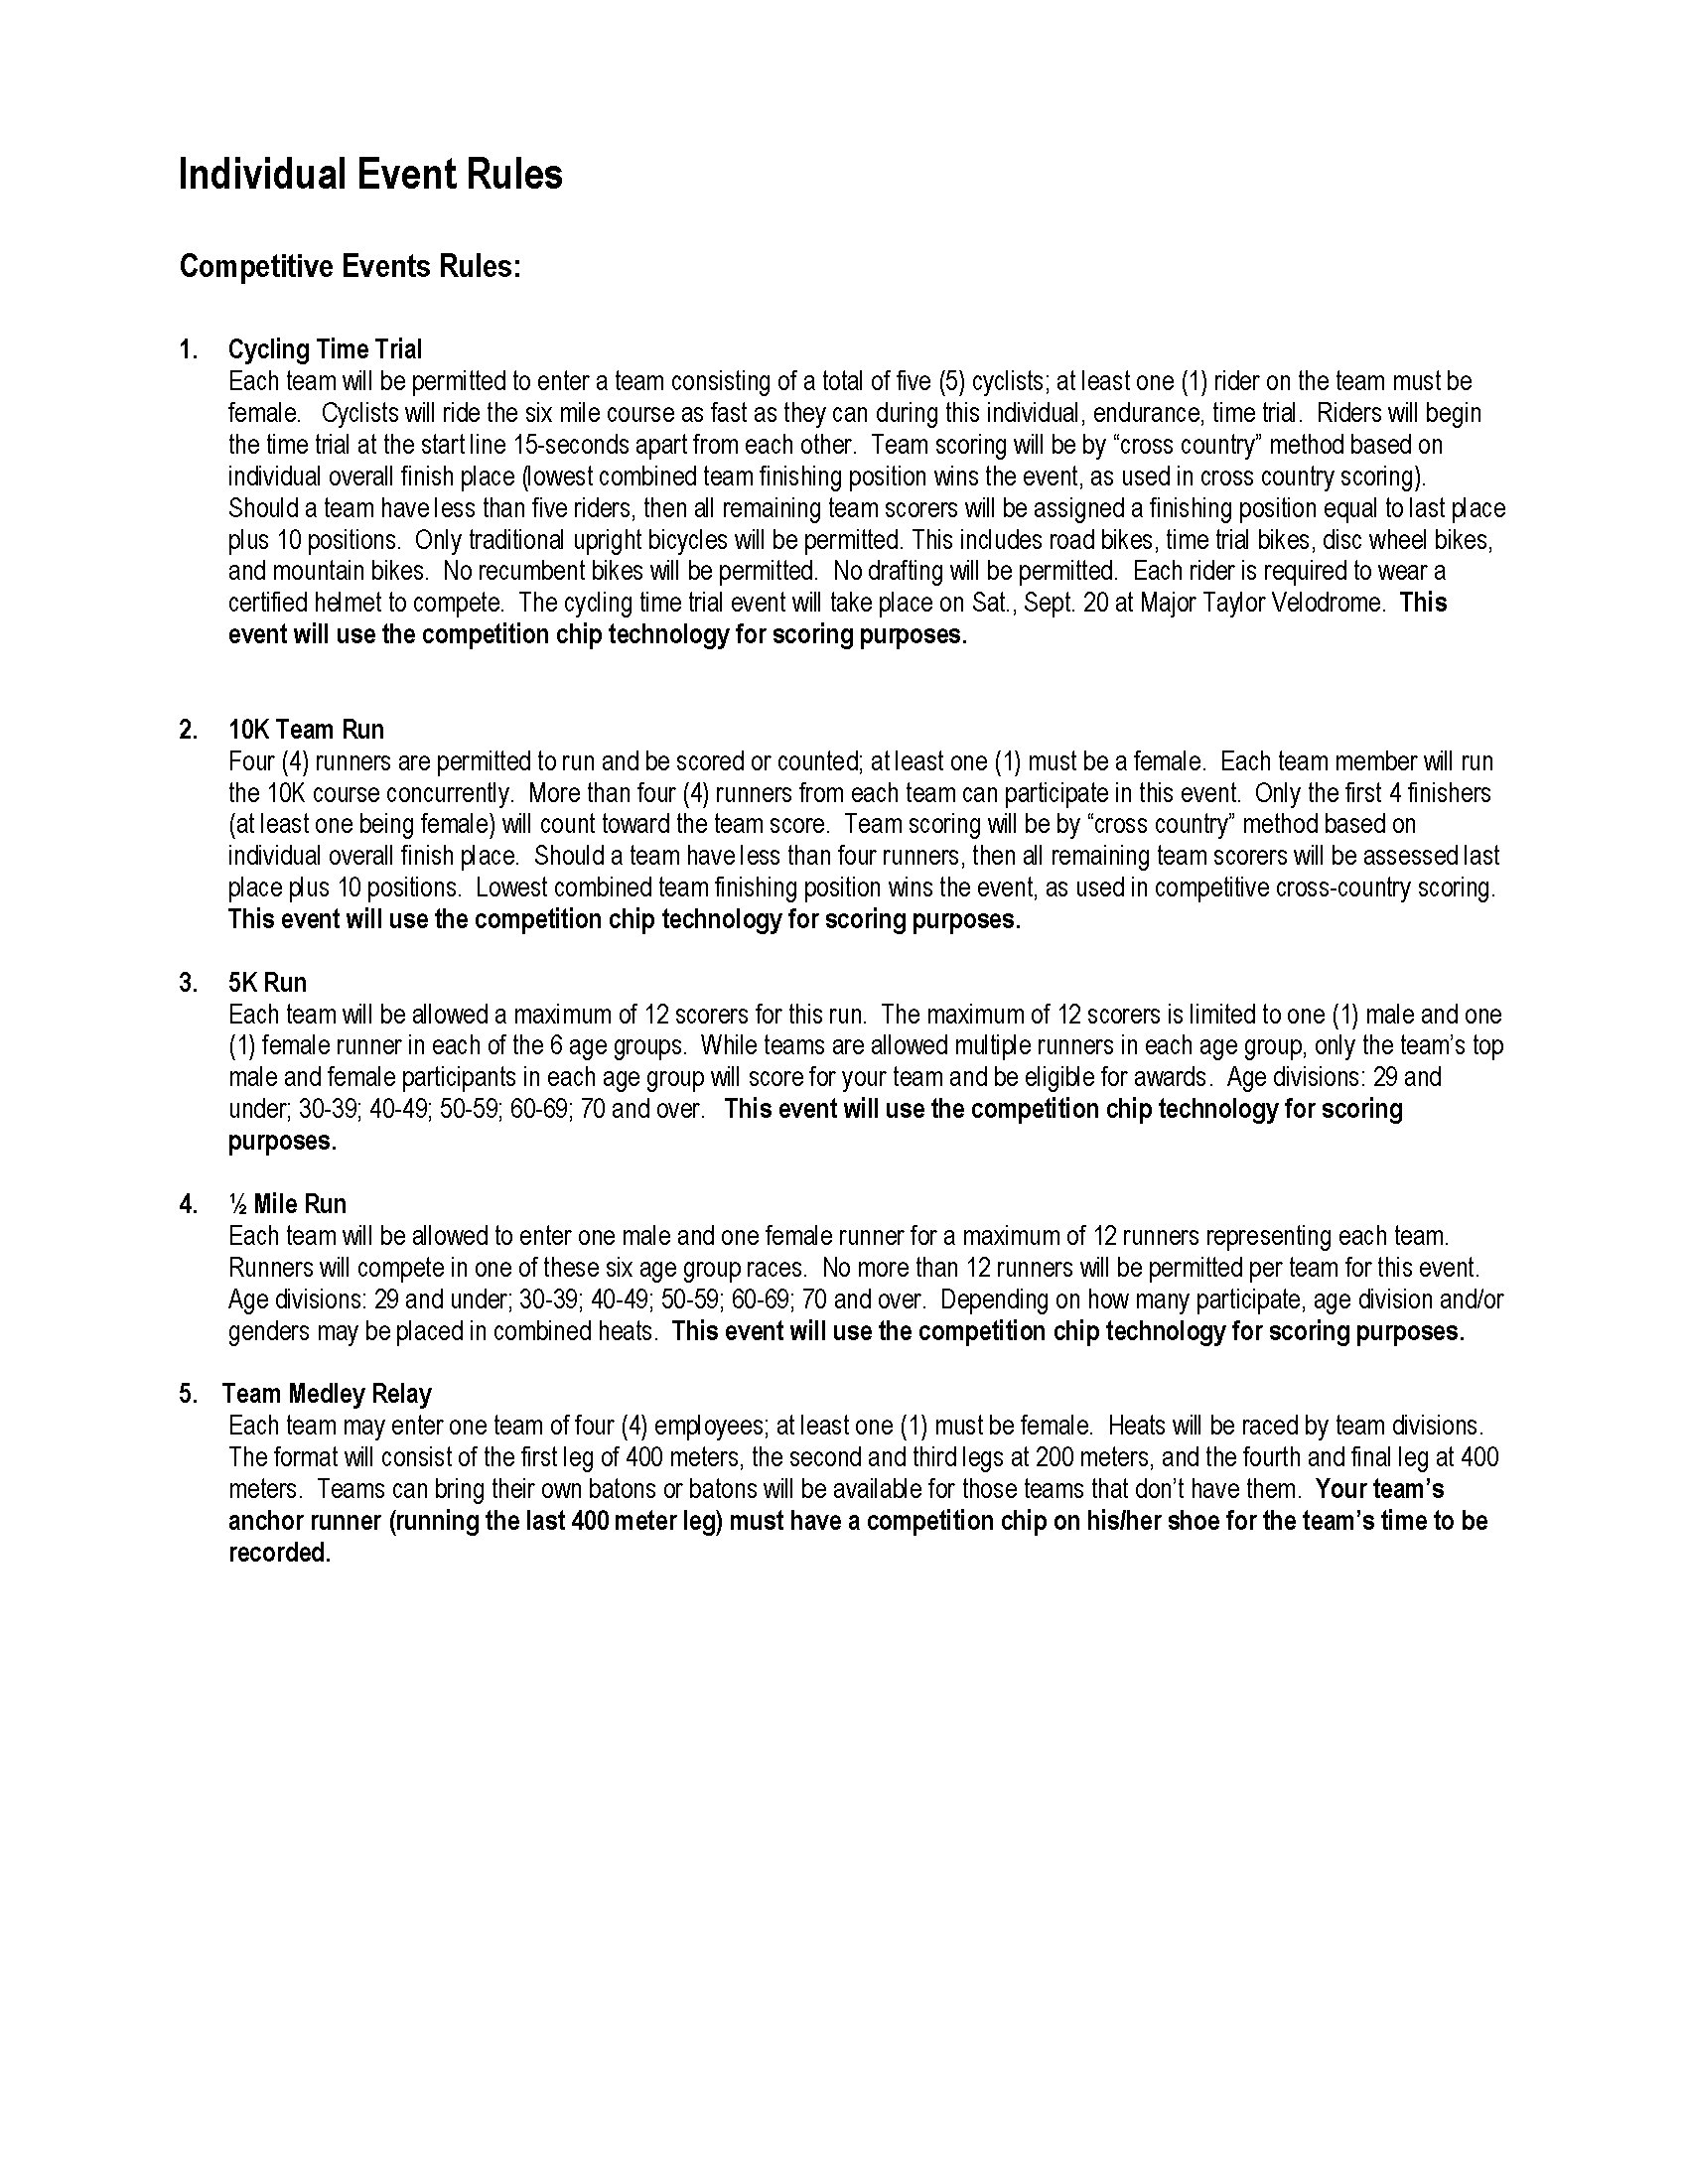 Individual Event Rules
Competitive Events Rules:
1. Cycling Time Trial
Each team will be permitted to enter a team consisting of a total of five (5) cyclists; at least one (1) rider on the team must be
female. Cyclists will ride the six mile course as fast as they can during this individual, endurance, time trial. Riders will begin
the time trial at the start line 15-seconds apart from each other. Team scoring will be by “cross country” method based on
individual overall finish place (lowest combined team finishing position wins the event, as used in cross country scoring).
Should a team have less than five riders, then all remaining team scorers will be assigned a finishing position equal to last place
plus 10 positions. Only traditional upright bicycles will be permitted. This includes road bikes, time trial bikes, disc wheel bikes,
and mountain bikes. No recumbent bikes will be permitted. No drafting will be permitted. Each rider is required to wear a
certified helmet to compete. The cycling time trial event will take place on Sat., Sept. 20 at Major Taylor Velodrome. This
event will use the competition chip technology for scoring purposes.
2. 10K Team Run
Four (4) runners are permitted to run and be scored or counted; at least one (1) must be a female. Each team member will run
the 10K course concurrently. More than four (4) runners from each team can participate in this event. Only the first 4 finishers
(at least one being female) will count toward the team score. Team scoring will be by “cross country” method based on
individual overall finish place. Should a team have less than four runners, then all remaining team scorers will be assessed last
place plus 10 positions. Lowest combined team finishing position wins the event, as used in competitive cross-country scoring.
This event will use the competition chip technology for scoring purposes.
3. 5K Run
Each team will be allowed a maximum of 12 scorers for this run. The maximum of 12 scorers is limited to one (1) male and one
(1) female runner in each of the 6 age groups. While teams are allowed multiple runners in each age group, only the team’s top
male and female participants in each age group will score for your team and be eligible for awards. Age divisions: 29 and
under; 30-39; 40-49; 50-59; 60-69; 70 and over. This event will use the competition chip technology for scoring
purposes.
4. ½ Mile Run
Each team will be allowed to enter one male and one female runner for a maximum of 12 runners representing each team.
Runners will compete in one of these six age group races. No more than 12 runners will be permitted per team for this event.
Age divisions: 29 and under; 30-39; 40-49; 50-59; 60-69; 70 and over. Depending on how many participate, age division and/or
genders may be placed in combined heats. This event will use the competition chip technology for scoring purposes.
5. Team Medley Relay
Each team may enter one team of four (4) employees; at least one (1) must be female. Heats will be raced by team divisions.
The format will consist of the first leg of 400 meters, the second and third legs at 200 meters, and the fourth and final leg at 400
meters. Teams can bring their own batons or batons will be available for those teams that don’t have them. Your team’s
anchor runner (running the last 400 meter leg) must have a competition chip on his/her shoe for the team’s time to be
recorded.